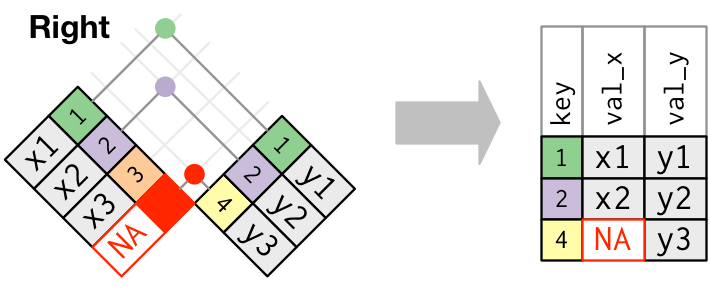 Right
1 x1
2 x2
3 x3
NA
1 y1
2 y2
4 y3
key val_x val_y
1 x1 y1
2 x2 y2
4 NA y3